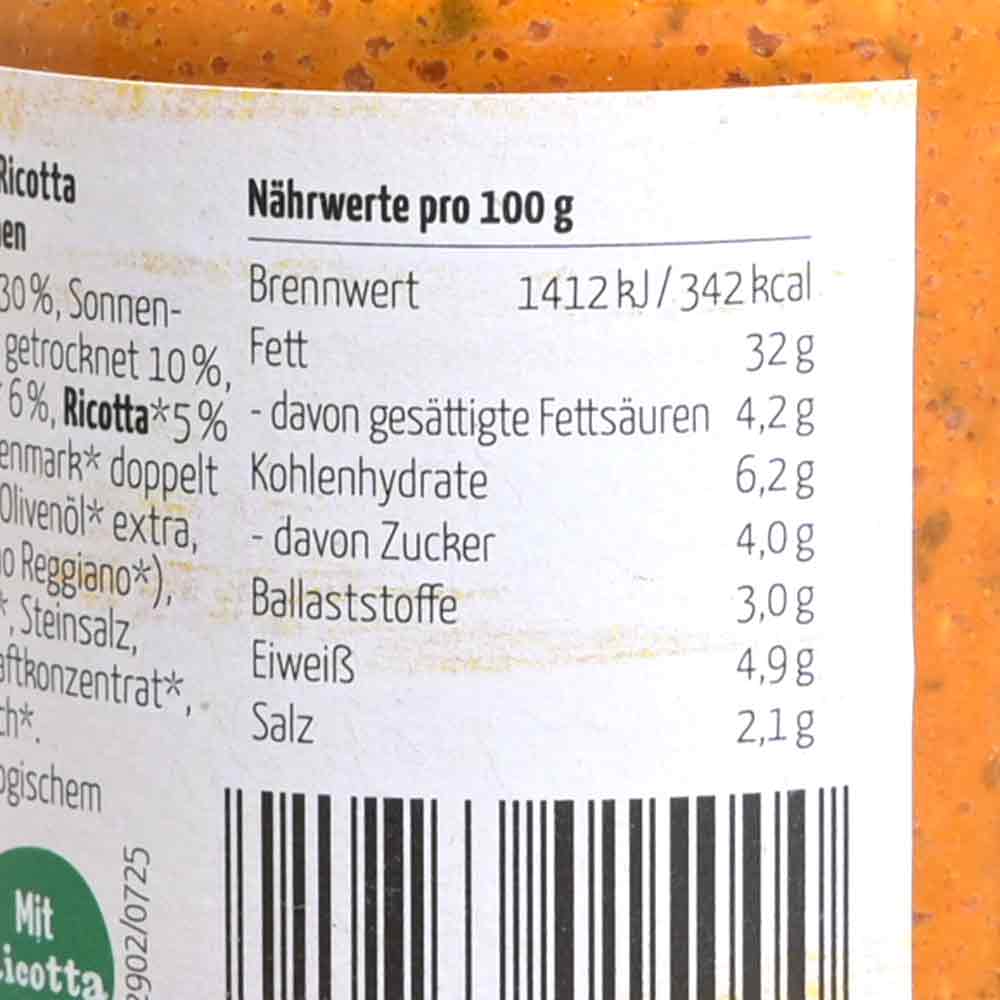 Ricotta
en
30%, Sonnen-
getrocknet 10%,
6%, Ricotta*5%
enmark* doppelt
Olivenöl* extra,
o Reggiano*),
*, Steinsalz,
aftkonzentrat*,
ch*.
ogischem
Mit
icotta
2902/0725
Nährwerte pro 100 g
Brennwert 1412 kJ / 342 kcal
Fett 32 g
- davon gesättigte Fettsäuren 4,2 g
Kohlenhydrate 6,2 g
- davon Zucker 4,0 g
Ballaststoffe 3,0 g
Eiweiß 4,9 g
Salz 2,1 g